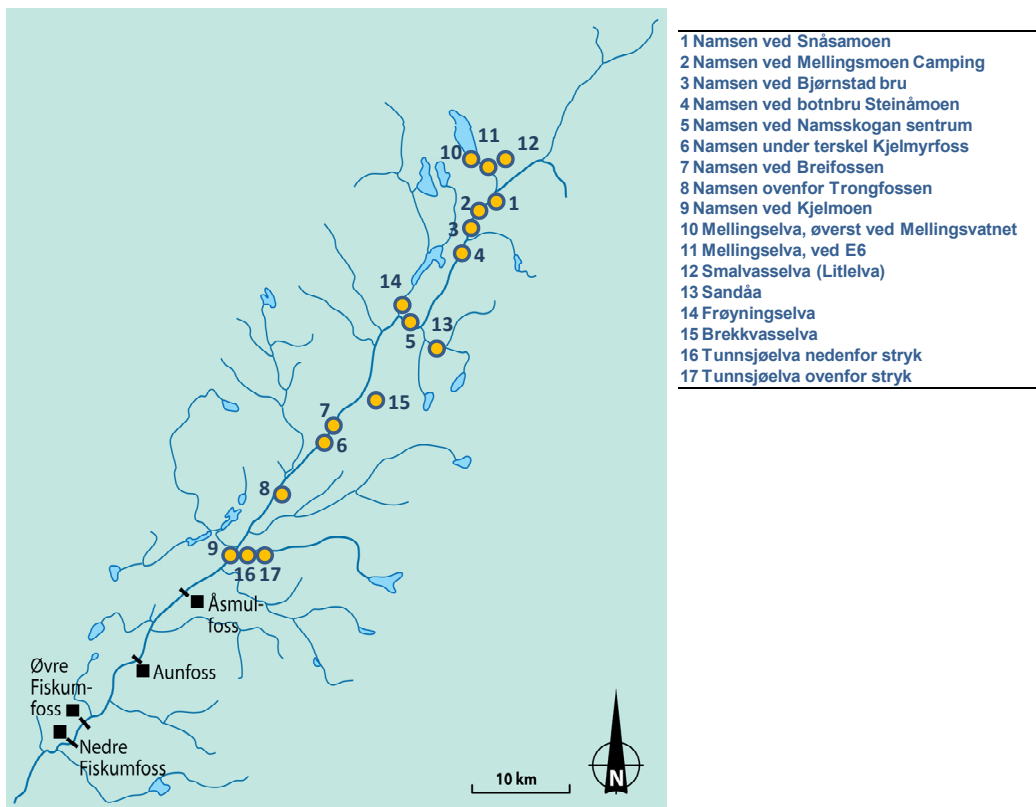 11
12
10
1
2
3
4
14
13
5
15
7
6
8
9
16 17
Åsmul-
foss
Aunfoss
Øvre
Fiskum-
foss
Nedre
Fiskumfoss
10 km
N
1 Namsen ved Snåsamoen
2 Namsen ved Mellingsmoen Camping
3 Namsen ved Bjørnstad bru
4 Namsen ved botnbru Steinåmoen
5 Namsen ved Namsskogan sentrum
6 Namsen under terskel Kjelmyrfoss
7 Namsen ved Breifossen
8 Namsen ovenfor Trongfossen
9 Namsen ved Kjelmoen
10 Mellingselva, øverst ved Mellingsvatnet
11 Mellingselva, ved E6
12 Smalvasselva (Litlelva)
13 Sandåa
14 Frøyningselva
15 Brekkvasselva
16 Tunnsjøelva nedenfor stryk
17 Tunnsjøelva ovenfor stryk